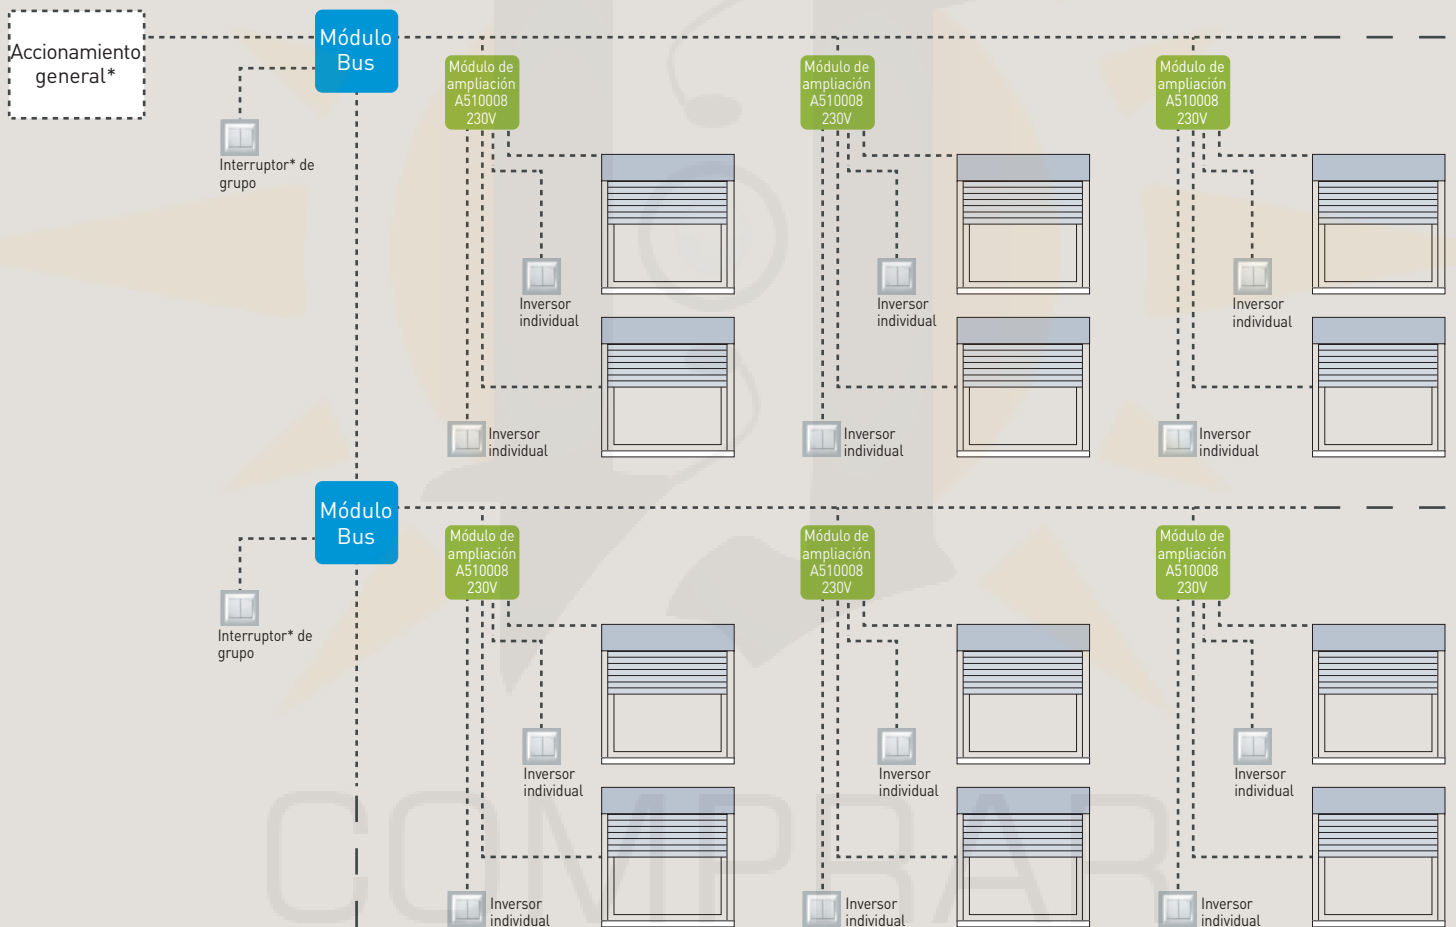 Accionamiento
general*
Módulo
Bus
Interruptor* de
grupo
Módulo de
ampliación
A510008
230V
Módulo de
ampliación
A510008
230V
Módulo de
ampliación
A510008
230V
Inversor
individual
Inversor
individual
Inversor
individual
Inversor
individual
Inversor
individual
Inversor
individual
Módulo
Bus
Interruptor* de
grupo
Módulo de
ampliación
A510008
230V
Módulo de
ampliación
A510008
230V
Módulo de
ampliación
A510008
230V
Inversor
individual
Inversor
individual
Inversor
individual
COMPRAR
Inversor
individual
Inversor
individual
Inversor
individual